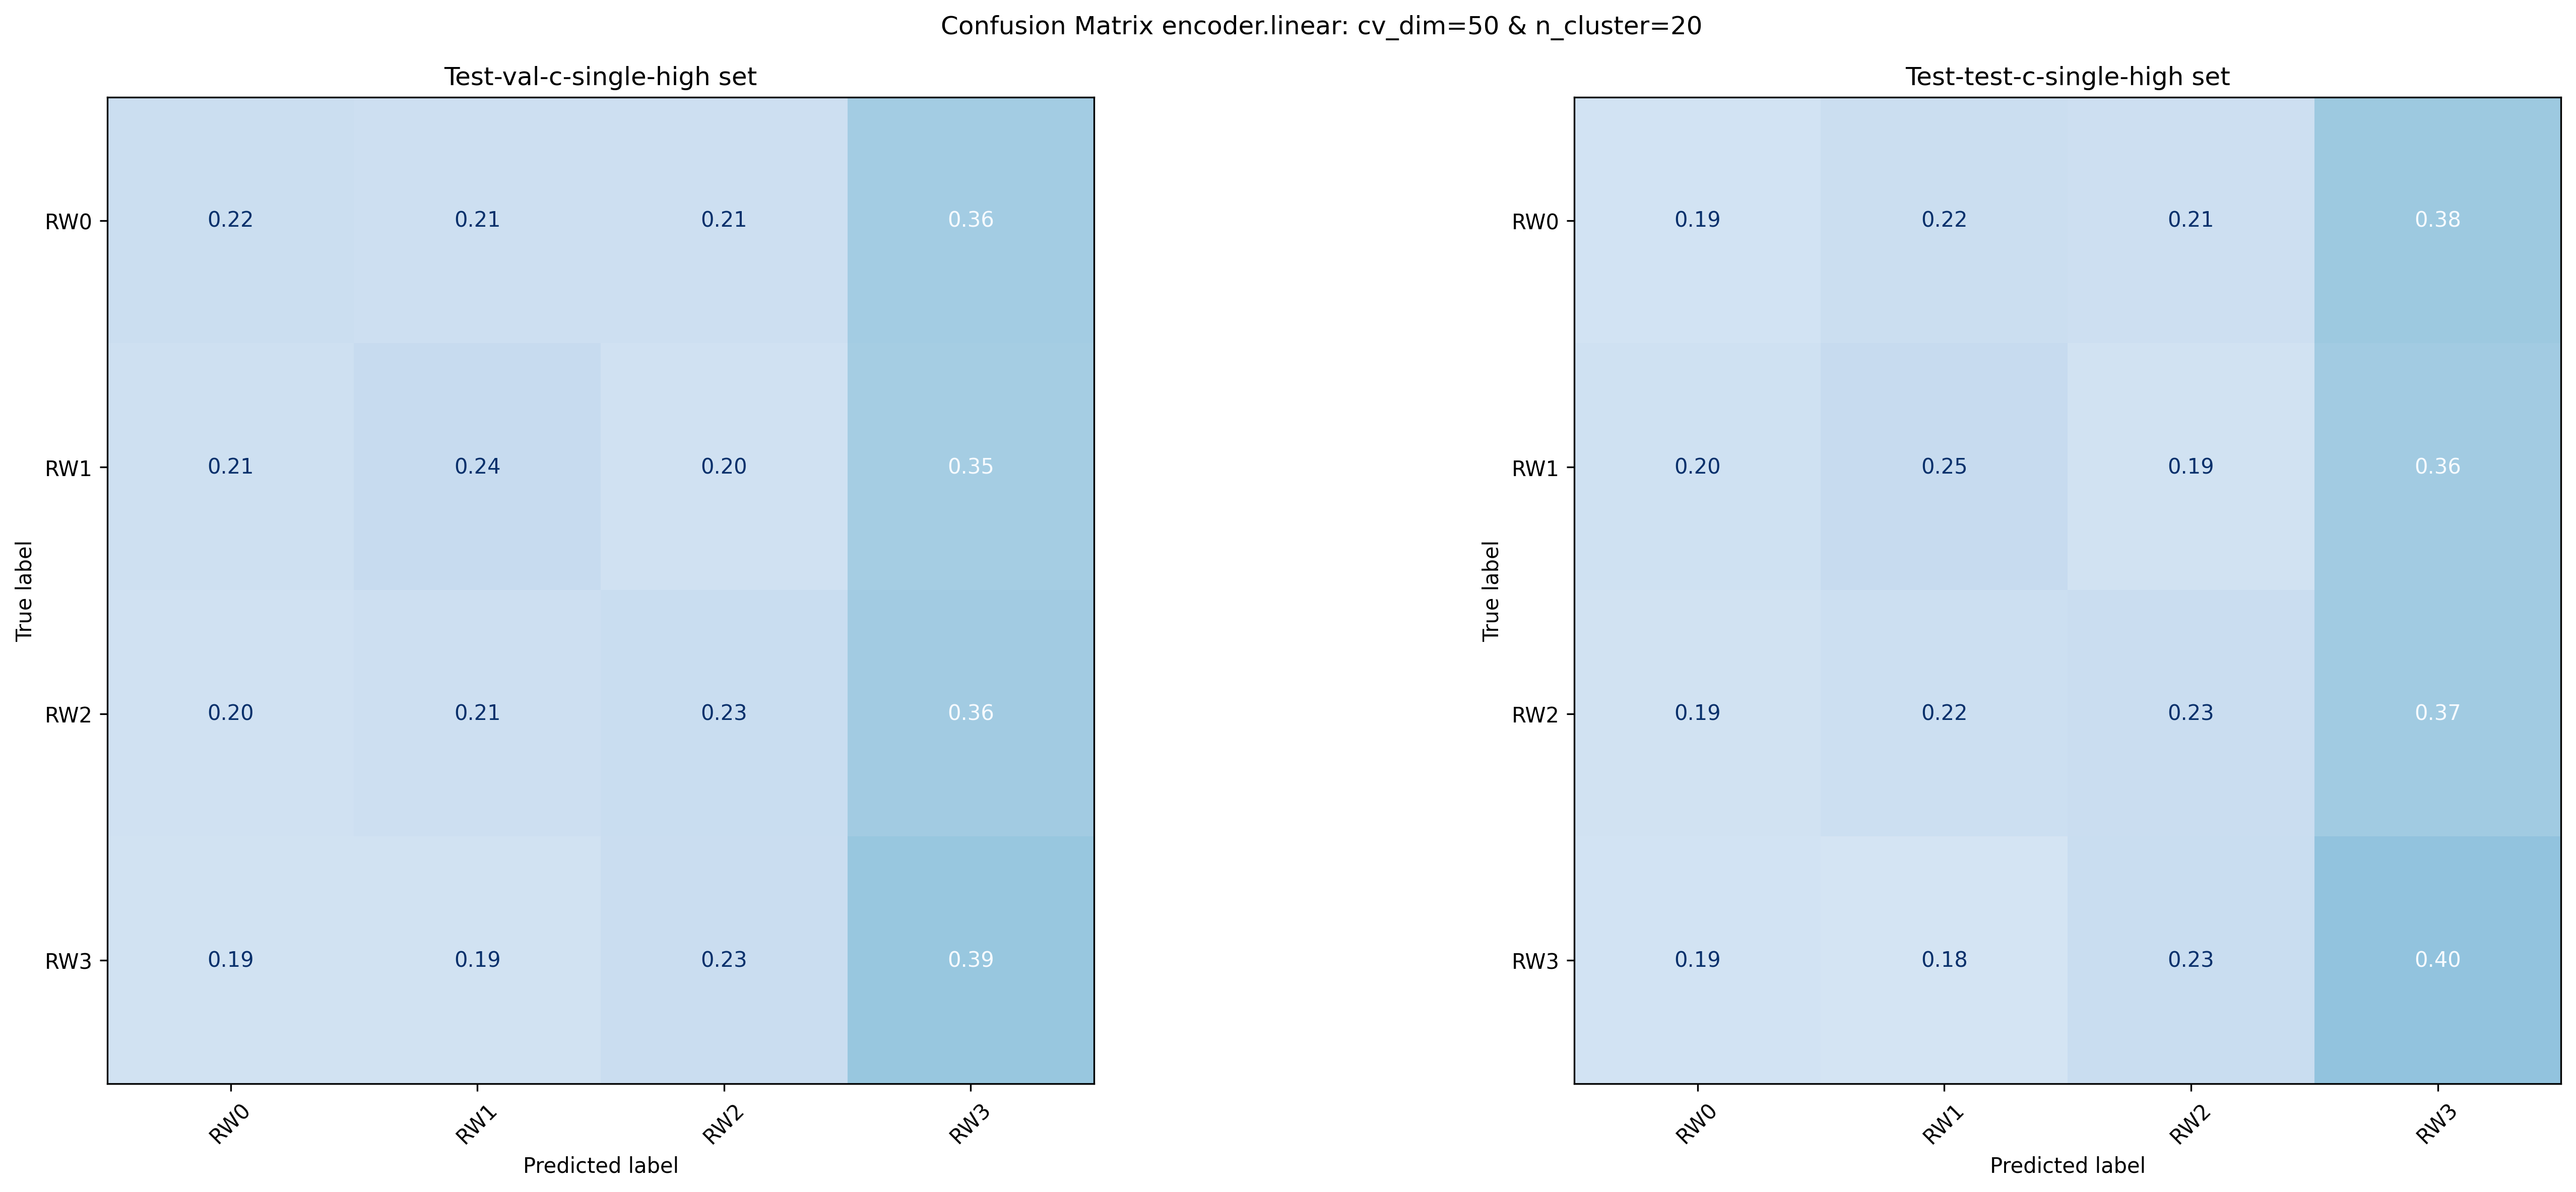 Confusion Matrix encoder.linear: cv_dim=50 & n_cluster=20
Test-val-c-single-high set
RW0 0.22 0.21 0.21 0.36
RW1 0.21 0.24 0.20 0.35
RW2 0.20 0.21 0.23 0.36
RW3 0.19 0.19 0.23 0.39
True label
RW0 RW1 RW2 RW3
Predicted label
Test-test-c-single-high set
RW0 0.19 0.22 0.21 0.38
RW1 0.20 0.25 0.19 0.36
RW2 0.19 0.22 0.23 0.37
RW3 0.19 0.18 0.23 0.40
True label
RW0 RW1 RW2 RW3
Predicted label